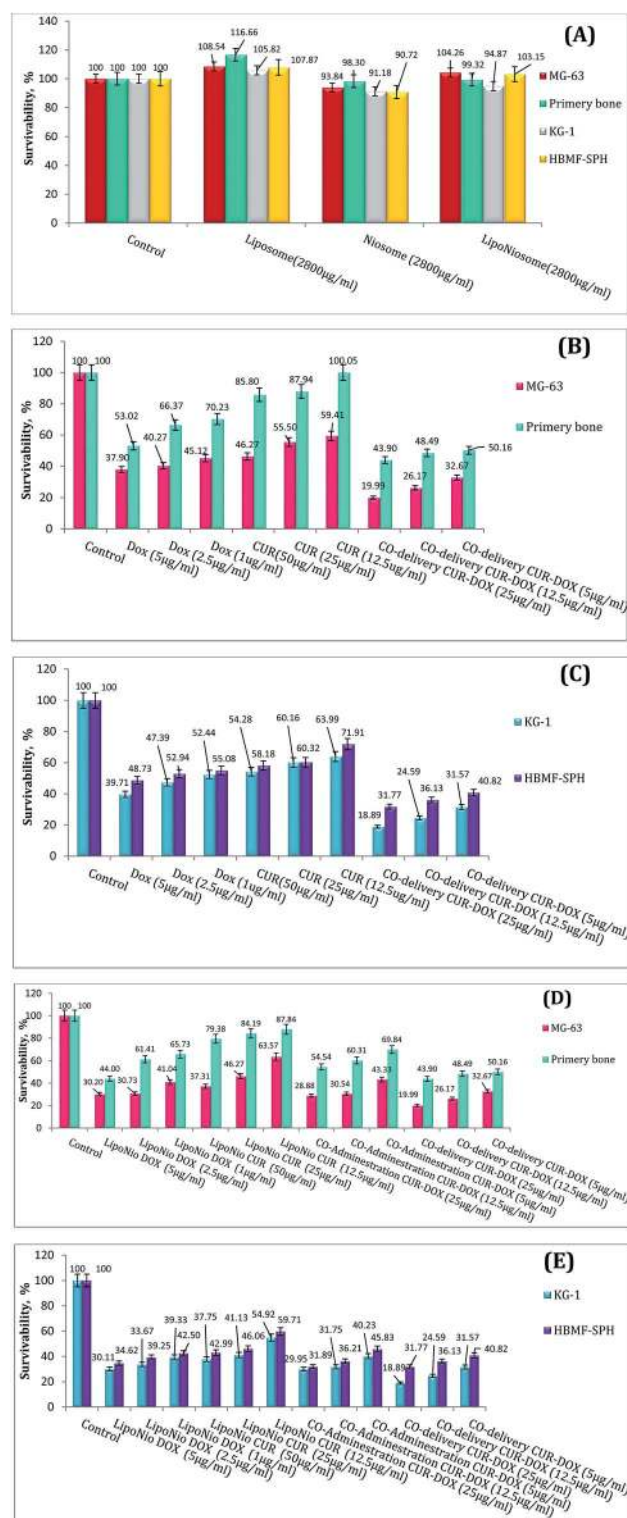 (A)
Survivability, %
140
120
100
80
60
40
20
0
100 100 100 100
108.54 116.66 105.82 107.87
93.84 98.30 91.18 90.72
104.26 99.32 94.87 103.15
MG-63
Primery bone
KG-1
HBMF-SPH
Control
Liposome(2800µg/ml)
Niosome (2800µg/ml)
LipoNiosome(2800µg/ml)
(B)
Survivability, %
120
100
80
60
40
20
0
100 100
37.90 53.02
40.27 66.37
45.12 70.23
46.27 85.80
55.50 87.94
59.41 100.05
19.99 43.90
26.17 48.49
32.67 50.16
MG-63
Primery bone
Control
Dox (5µg/ml)
Dox (2.5µg/ml)
Dox (1ug/ml)
CUR(50µg/ml)
CUR (25µg/ml)
CUR (12.5ug/ml)
CO-delivery CUR-DOX (25µg/ml)
CO-delivery CUR-DOX (12.5µg/ml)
CO-delivery CUR-DOX (5µg/ml)
(C)
Survivability, %
120
100
80
60
40
20
0
100 100
39.71 48.73
47.39 52.94
52.44 55.08
54.28 58.18
60.16 60.32
63.99 71.91
18.89 31.77
24.59 36.13
31.57 40.82
KG-1
HBMF-SPH
Control
Dox (5µg/ml)
Dox (2.5µg/ml)
Dox (1ug/ml)
CUR(50µg/ml)
CUR (25µg/ml)
CUR (12.5ug/ml)
CO-delivery CUR-DOX (25µg/ml)
CO-delivery CUR-DOX (12.5µg/ml)
CO-delivery CUR-DOX (5µg/ml)
(D)
Survivability, %
120
100
80
60
40
20
0
100 100
30.20 44.00
30.73 61.41
41.04 65.73
37.31 79.38
46.27 84.19
63.57 87.86
28.88 54.54
30.54 60.31
43.33 69.84
19.99 43.90
26.17 48.49
32.67 50.16
MG-63
Primery bone
Control
LipoNio DOX (5µg/ml)
LipoNio DOX (2.5µg/ml)
LipoNio DOX (1µg/ml)
LipoNio CUR (50µg/ml)
LipoNio CUR (25µg/ml)
LipoNio CUR (12.5µg/ml)
CO-Adminestration CUR-DOX (25µg/ml)
CO-Adminestration CUR-DOX (12.5µg/ml)
CO-Adminestration CUR-DOX (5µg/ml)
CO-delivery CUR-DOX (25µg/ml)
CO-delivery CUR-DOX (12.5µg/ml)
CO-delivery CUR-DOX (5µg/ml)
(E)
Survivability, %
120
100
80
60
40
20
0
100 100
30.11 34.62
33.67 39.25
39.33 42.50
37.75 42.99
41.13 46.06
54.92 59.71
29.95 31.89
31.75 36.21
40.23 45.83
18.89 31.77
24.59 36.13
31.57 40.82
KG-1
HBMF-SPH
Control
LipoNio DOX (5µg/ml)
LipoNio DOX (2.5µg/ml)
LipoNio DOX (1µg/ml)
LipoNio CUR (50µg/ml)
LipoNio CUR (25µg/ml)
LipoNio CUR (12.5µg/ml)
CO-Adminestration CUR-DOX (25µg/ml)
CO-Adminestration CUR-DOX (12.5µg/ml)
CO-Adminestration CUR-DOX (5µg/ml)
CO-delivery CUR-DOX (25µg/ml)
CO-delivery CUR-DOX (12.5µg/ml)
CO-delivery CUR-DOX (5µg/ml)